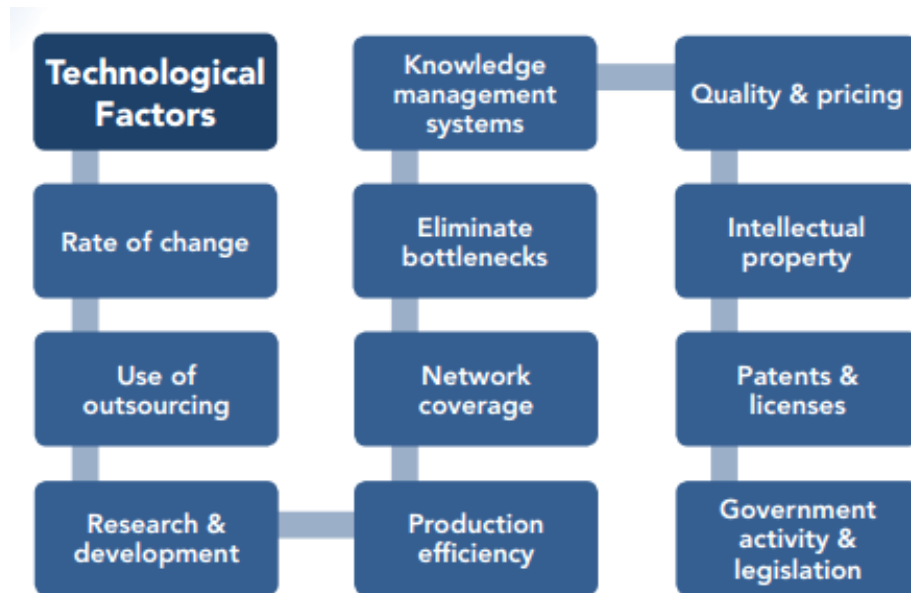 Technological
Factors
Rate of change
Use of
outsourcing
Research &
development
Production
efficiency
Network
coverage
Eliminate
bottlenecks
Knowledge
management
systems
Quality & pricing
Intellectual
property
Patents &
licenses
Government
activity &
legislation